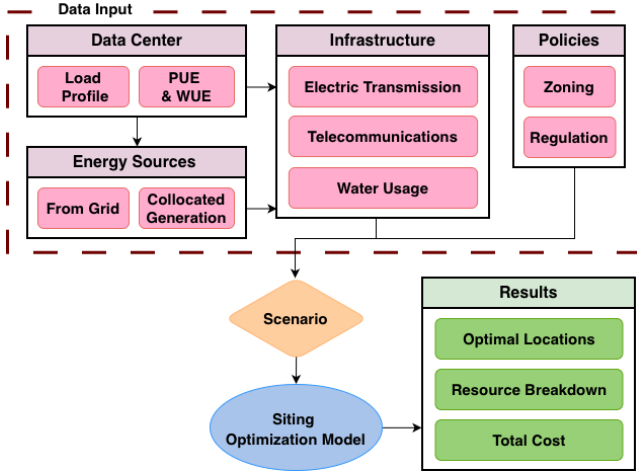 Data Input
Data Center
Load
Profile
PUE
& WUE
Energy Sources
From Grid
Collocated
Generation
Infrastructure
Electric Transmission
Telecommunications
Water Usage
Policies
Zoning
Regulation
Scenario
Siting
Optimization Model
Results
Optimal Locations
Resource Breakdown
Total Cost